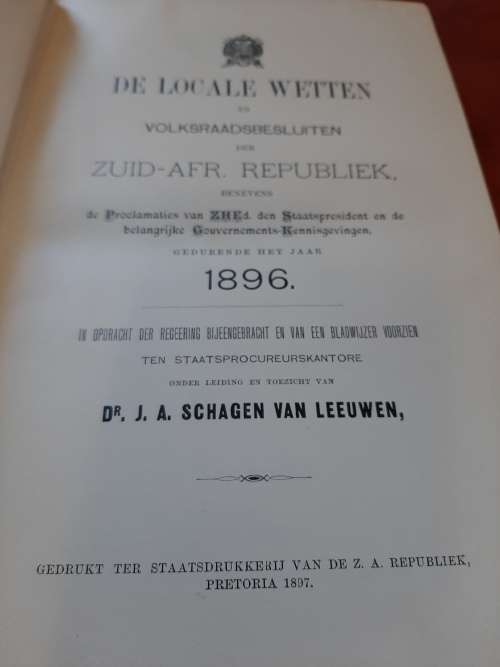 DE LOCALE WETTEN
EN
VOLKSRAADSBESLUITEN
DER
ZUID-AFR. REPUBLIEK,
BENEVENS
de Proclamaties van ZHEd. den Staatspresident en de
belangrijke Gouvernements-Kennisgevingen,
GEDURENDE HET JAAR
1896.
IN OPDRACHT DER REGEERING BIJEENGEBRACHT EN VAN EEN BLADWIJZER VOORZIEN
TEN STAATSPROCUREURSKANTORE
ONDER LEIDING EN TOEZICHT VAN
DR. J. A. SCHAGEN VAN LEEUWEN,
GEDRUKT TER STAATSDRUKKERIJ VAN DE Z. A. REPUBLIEK,
PRETORIA 1897.